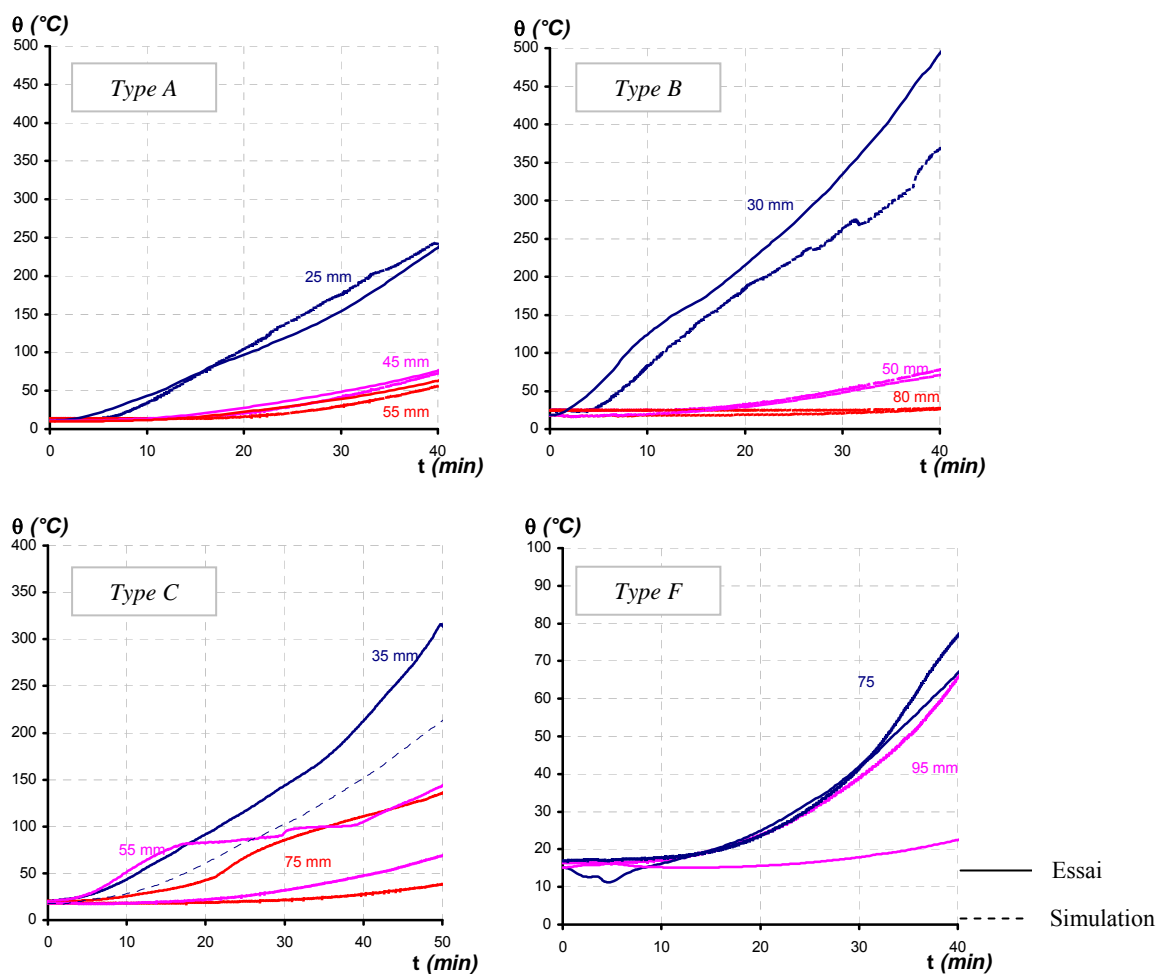 θ (°C)
500
450
400
350
300
250
200
150
100
50
0
Type A
25 mm
45 mm
55 mm
0 10 20 30 40
t (min)
θ (°C)
500
450
400
350
300
250
200
150
100
50
0
Type B
30 mm
50 mm
80 mm
0 10 20 30 40
t (min)
θ (°C)
400
350
300
250
200
150
100
50
0
Type C
35 mm
55 mm
75 mm
0 10 20 30 40 50
t (min)
θ (°C)
100
90
80
70
60
50
40
30
20
10
0
Type F
75
95 mm
0 10 20 30 40
t (min)
Essai
Simulation